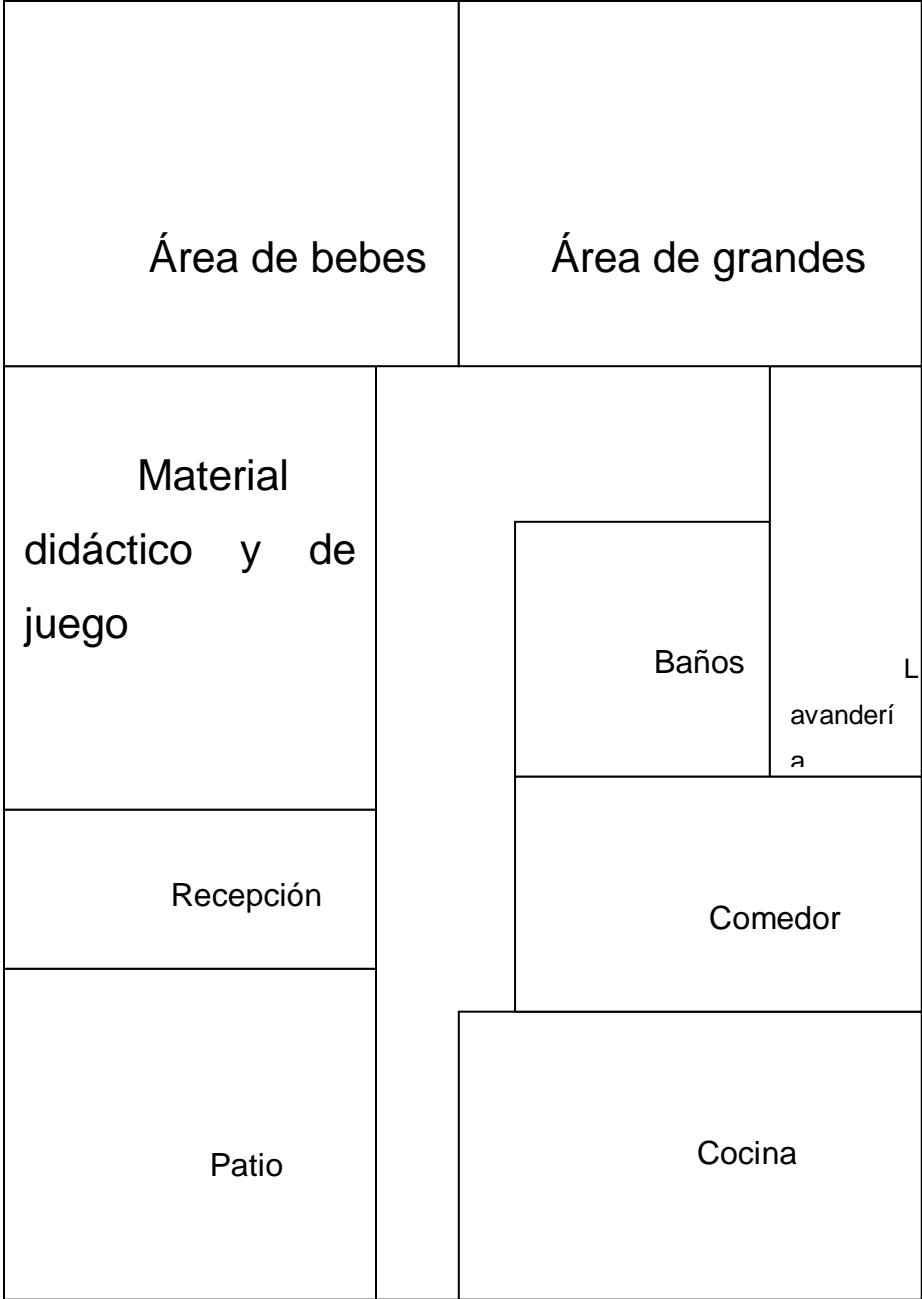 Área de bebes
Área de grandes
Material
didáctico y de
juego
Baños
L
avanderí
a
Recepción
Comedor
Patio
Cocina